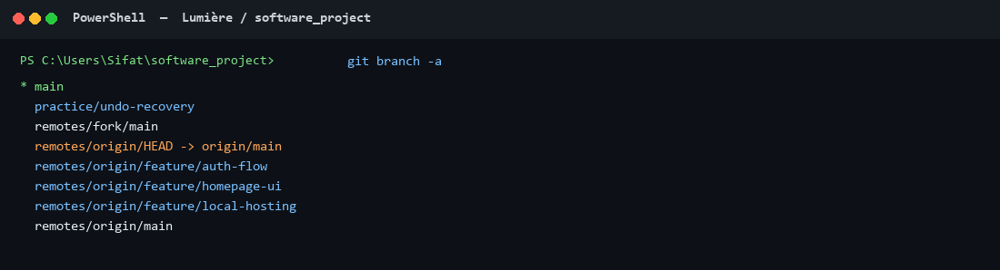 PowerShell — Lumière / software_project
PS C:\Users\Sifat\software_project> git branch -a
* main
practice/undo-recovery
remotes/fork/main
remotes/origin/HEAD -> origin/main
remotes/origin/feature/auth-flow
remotes/origin/feature/homepage-ui
remotes/origin/feature/local-hosting
remotes/origin/main